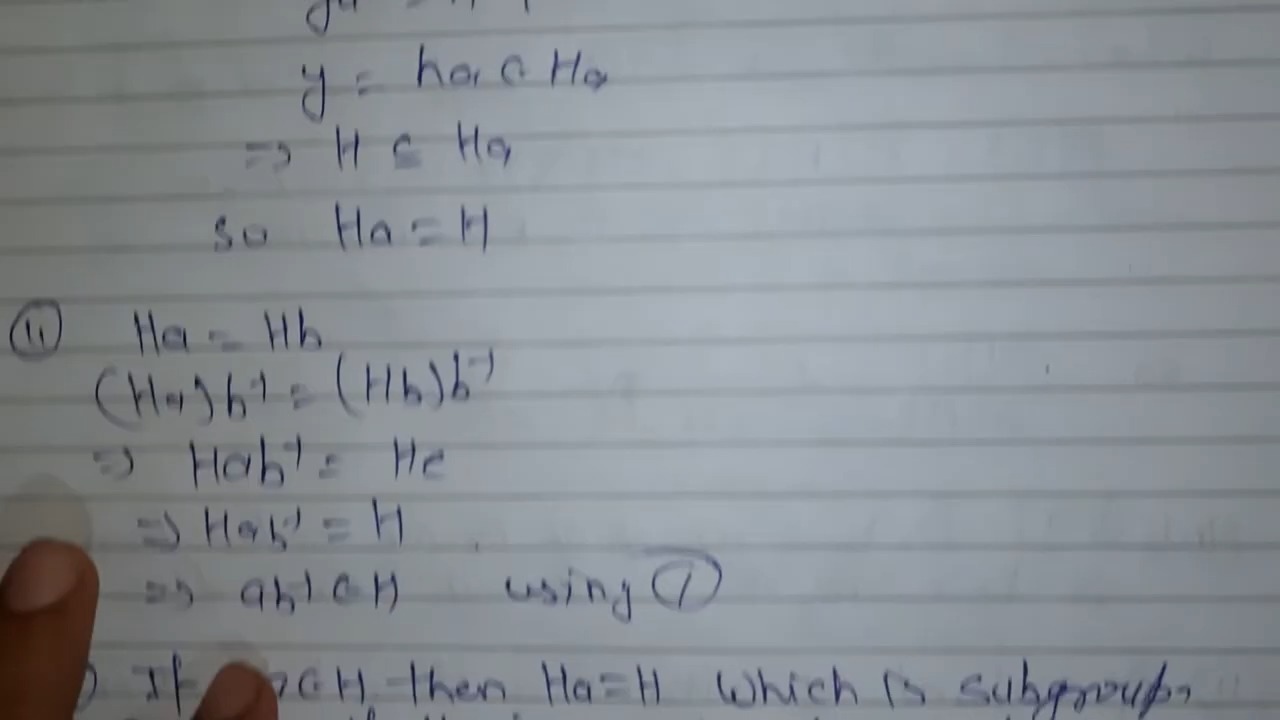 y = ha ∈ Ha
=> H ⊆ Ha
so Ha = H
(ii) Ha = Hb
(Ha)b⁻¹ = (Hb)b⁻¹
=> Hab⁻¹ = He
=> Hab⁻¹ = H
=> ab⁻¹ ∈ H using (1)
) If ∈ H then Ha=H which is subgroup,